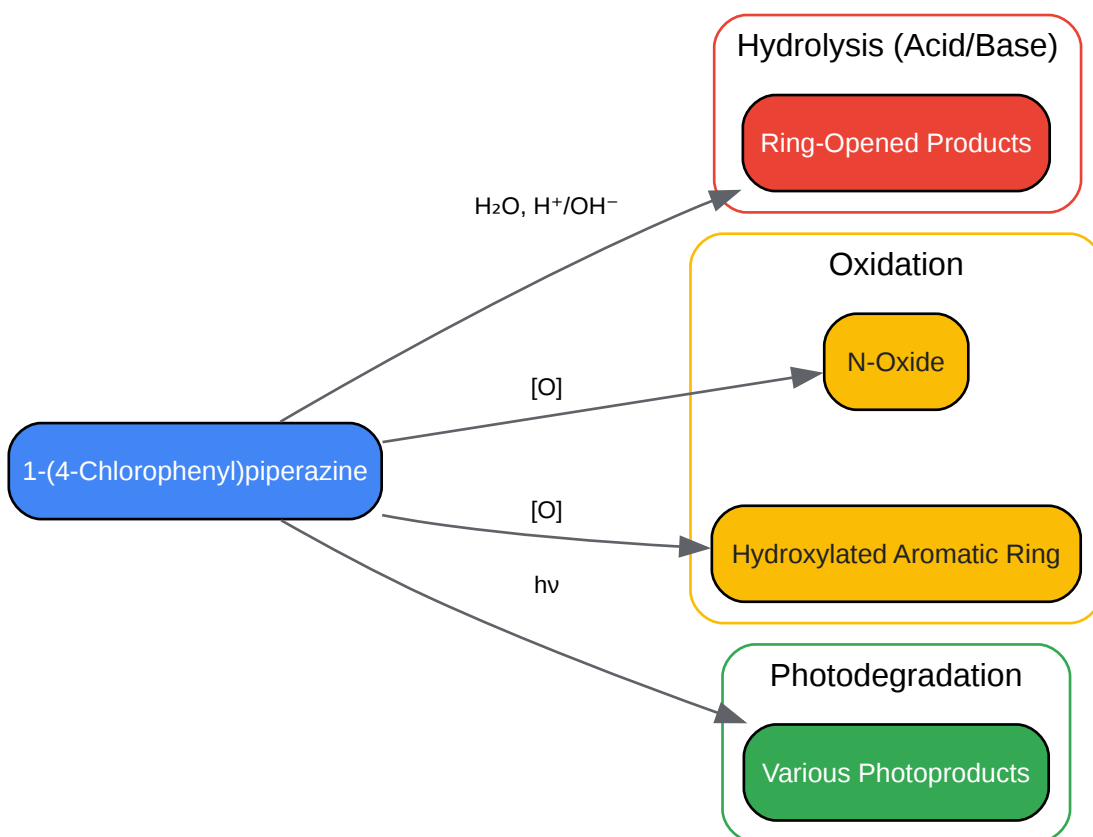 Hydrolysis (Acid/Base)
Ring-Opened Products
H₂O, H⁺/OH⁻
Oxidation
N-Oxide
[O]
1-(4-Chlorophenyl)piperazine
[O]
Hydroxylated Aromatic Ring
hν
Photodegradation
Various Photoproducts